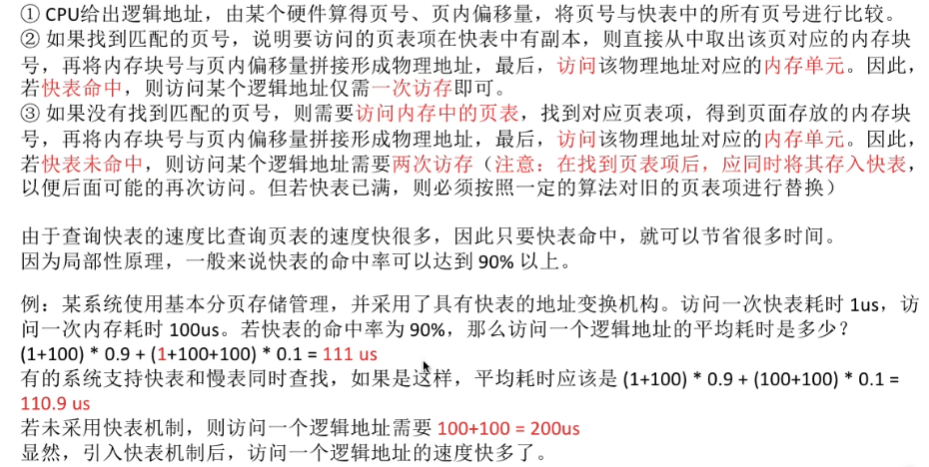 ① CPU给出逻辑地址，由某个硬件算得页号、页内偏移量，将页号与快表中的所有页号进行比较。
② 如果找到匹配的页号，说明要访问的页表项在快表中有副本，则直接从中取出该页对应的内存块
号，再将内存块号与页内偏移量拼接形成物理地址，最后，访问该物理地址对应的内存单元。因此，
若快表命中，则访问某个逻辑地址仅需一次访存即可。
③ 如果没有找到匹配的页号，则需要访问内存中的页表，找到对应页表项，得到页面存放的内存块
号，再将内存块号与页内偏移量拼接形成物理地址，最后，访问该物理地址对应的内存单元。因此，
若快表未命中，则访问某个逻辑地址需要两次访存（注意：在找到页表项后，应同时将其存入快表，
以便后面可能的再次访问。但若快表已满，则必须按照一定的算法对旧的页表项进行替换）
由于查询快表的速度比查询页表的速度快很多，因此只要快表命中，就可以节省很多时间。
因为局部性原理，一般来说快表的命中率可以达到 90% 以上。
例：某系统使用基本分页存储管理，并采用了具有快表的地址变换机构。访问一次快表耗时 1us，访
问一次内存耗时 100us。若快表的命中率为 90%，那么访问一个逻辑地址的平均耗时是多少？
(1+100) * 0.9 + (1+100+100) * 0.1 = 111 us
有的系统支持快表和慢表同时查找，如果是这样，平均耗时应该是 (1+100) * 0.9 + (100+100) * 0.1 =
110.9 us
若未采用快表机制，则访问一个逻辑地址需要 100+100 = 200us
显然，引入快表机制后，访问一个逻辑地址的速度快多了。